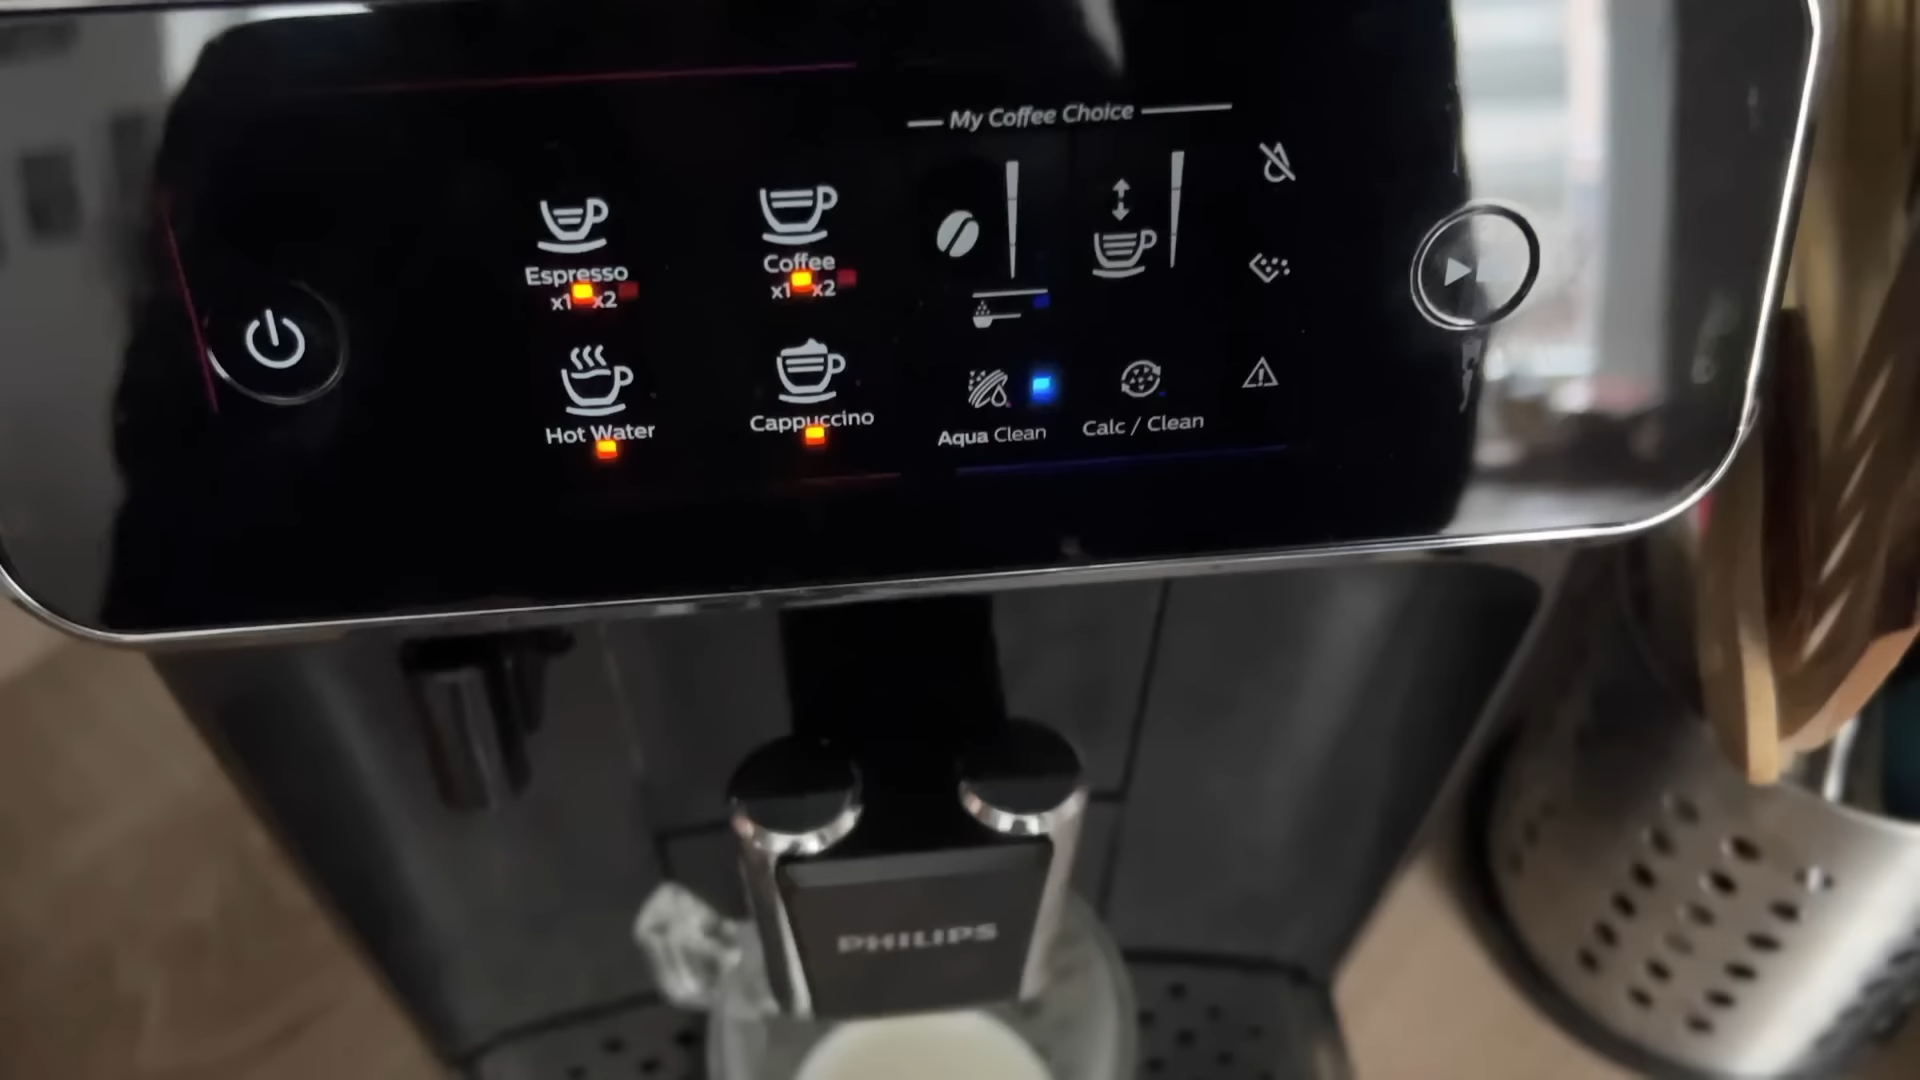 My Coffee Choice
Espresso
x1 x2
Coffee
x1 x2
Hot Water
Cappuccino
Aqua Clean
Calc / Clean
PHILIPS